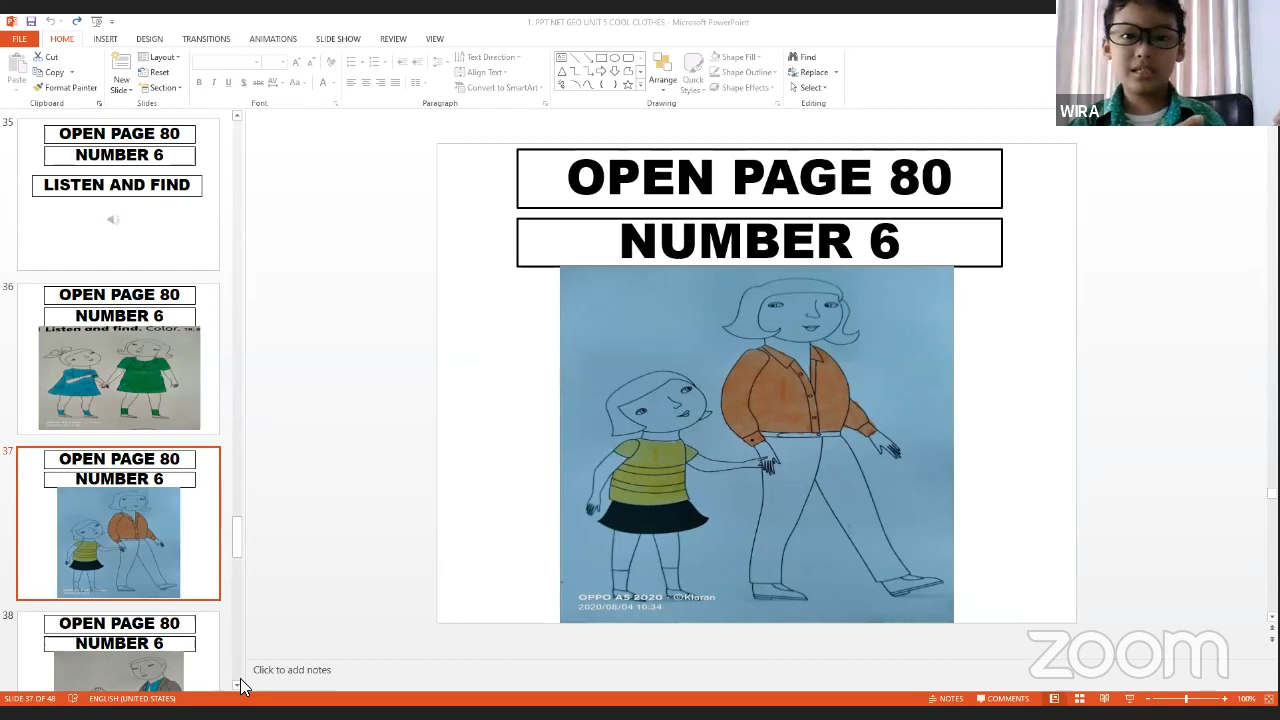 1. PPT NET GEO UNIT 5 COOL CLOTHES - Microsoft PowerPoint
FILE HOME INSERT DESIGN TRANSITIONS ANIMATIONS SLIDE SHOW REVIEW VIEW
Paste
Cut
Copy
Format Painter
Clipboard
New
Slide
Layout
Reset
Section
Slides
B I U S abc AV Aa A
Font
Text Direction
Align Text
Convert to SmartArt
Paragraph
Arrange
Quick
Styles
Shape Fill
Shape Outline
Shape Effects
Drawing
Find
Replace
Select
Editing
WIRA
35
OPEN PAGE 80
NUMBER 6
LISTEN AND FIND
36
OPEN PAGE 80
NUMBER 6
Listen and find. Color.
37
OPEN PAGE 80
NUMBER 6
38
OPEN PAGE 80
NUMBER 6
OPEN PAGE 80
NUMBER 6
OPPO A5 2020 · ©Klaran
2020/08/04 10:34
Click to add notes
zoom
SLIDE 37 OF 48 ENGLISH (UNITED STATES) NOTES COMMENTS 100%